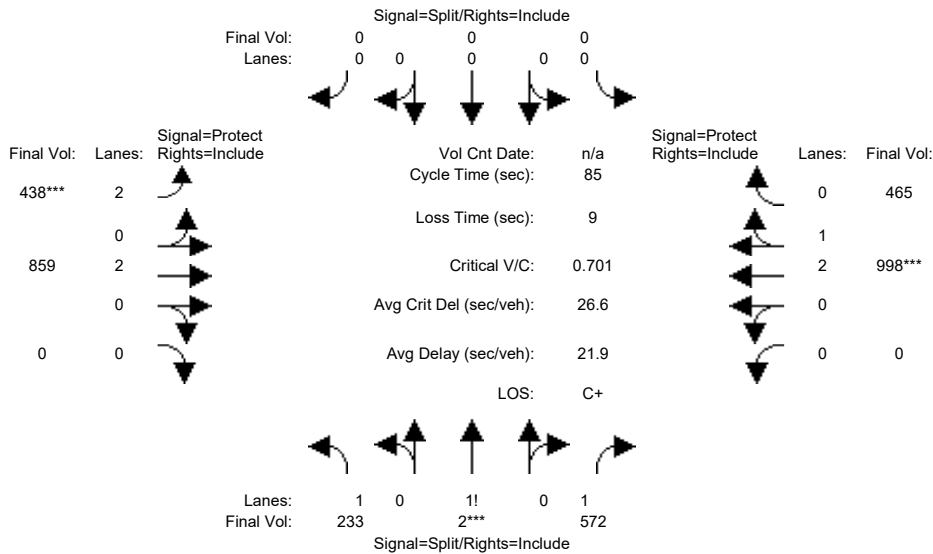 Signal=Split/Rights=Include
Final Vol: 0 0 0
Lanes: 0 0 0 0 0
Signal=Protect Signal=Protect
Final Vol: Lanes: Rights=Include Vol Cnt Date: n/a Rights=Include Lanes: Final Vol:
Cycle Time (sec): 85
438*** 2 0 465
Loss Time (sec): 9
0 1
859 2 Critical V/C: 0.701 2 998***
0 Avg Crit Del (sec/veh): 26.6 0
0 0 Avg Delay (sec/veh): 21.9 0 0
LOS: C+
Lanes: 1 0 1! 0 1
Final Vol: 233 2*** 572
Signal=Split/Rights=Include